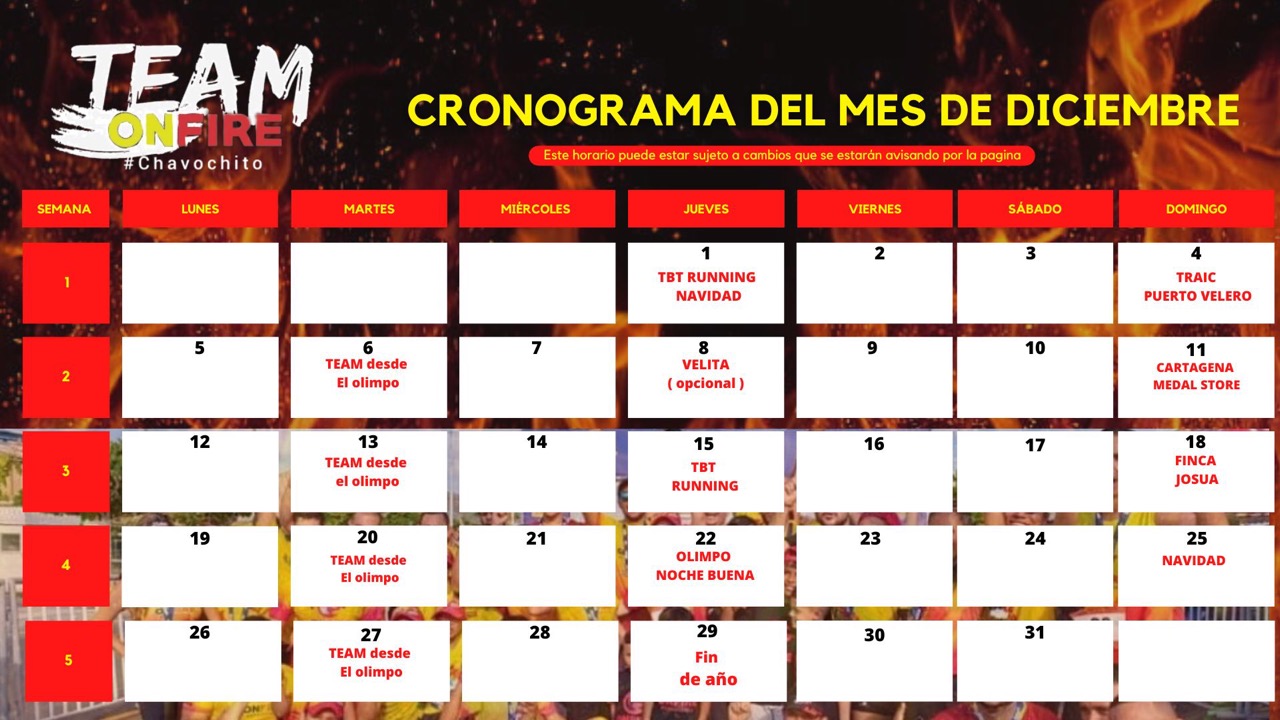 TEAM
ONFIRE
#Chavochito
CRONOGRAMA DEL MES DE DICIEMBRE
Este horario puede estar sujeto a cambios que se estarán avisando por la pagina
SEMANA LUNES MARTES MIÉRCOLES JUEVES VIERNES SÁBADO DOMINGO
1
1
TBT RUNNING
NAVIDAD
2
3
4
TRAIC
PUERTO VELERO
2
5
6
TEAM desde
El olimpo
7
8
VELITA
( opcional )
9
10
11
CARTAGENA
MEDAL STORE
3
12
13
TEAM desde
el olimpo
14
15
TBT
RUNNING
16
17
18
FINCA
JOSUA
4
19
20
TEAM desde
El olimpo
21
22
OLIMPO
NOCHE BUENA
23
24
25
NAVIDAD
5
26
27
TEAM desde
El olimpo
28
29
Fin
de año
30
31